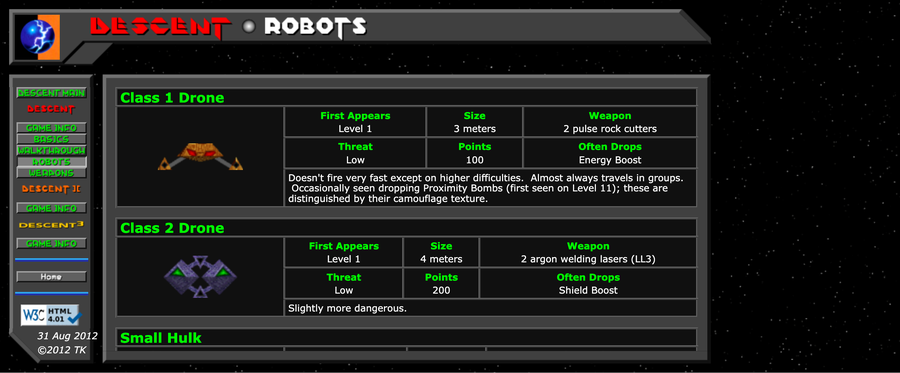 DESCENT ROBOTS
DESCENT MAIN
DESCENT
GAME INFO
BASICS
WALKTHROUGH
ROBOTS
WEAPONS
DESCENT II
GAME INFO
DESCENT 3
GAME INFO
Home
W3C HTML 4.01
31 Aug 2012
©2012 TK
Class 1 Drone
First Appears Size Weapon
Level 1 3 meters 2 pulse rock cutters
Threat Points Often Drops
Low 100 Energy Boost
Doesn't fire very fast except on higher difficulties. Almost always travels in groups.
Occasionally seen dropping Proximity Bombs (first seen on Level 11); these are
distinguished by their camouflage texture.
Class 2 Drone
First Appears Size Weapon
Level 1 4 meters 2 argon welding lasers (LL3)
Threat Points Often Drops
Low 200 Shield Boost
Slightly more dangerous.
Small Hulk